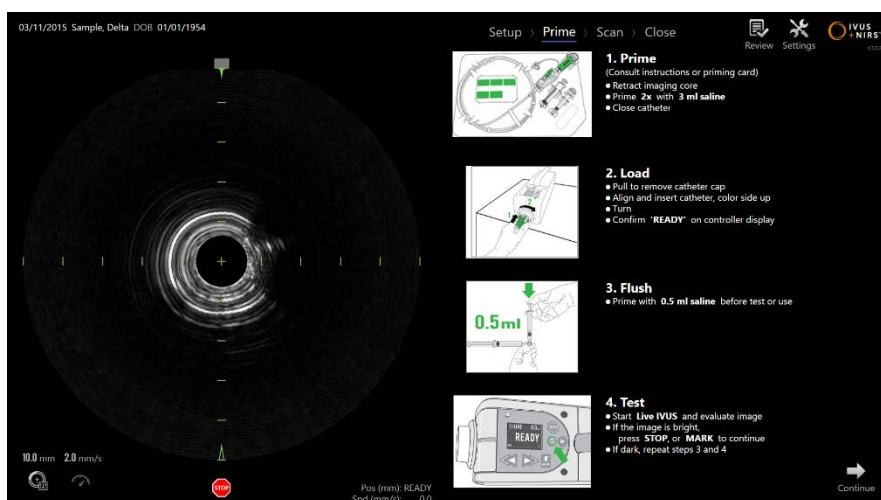 03/11/2015 Sample, Delta DOB 01/01/1954
Setup > Prime > Scan > Close
Review
Settings
IVUS
+NIRS
1. Prime
(Consult instructions or priming card)
• Retract imaging core
• Prime 2x with 3 ml saline
• Close catheter
2. Load
• Pull to remove catheter cap
• Align and insert catheter, color side up
• Turn
• Confirm "READY" on controller display
1
2
3. Flush
• Prime with 0.5 ml saline before test or use
0.5ml
4. Test
• Start Live IVUS and evaluate image
• If the image is bright,
press STOP, or MARK to continue
• If dark, repeat steps 3 and 4
READY
10.0 mm 2.0 mm/s
STOP
Pos (mm): READY
Spd (mm/s): 0.0
Continue